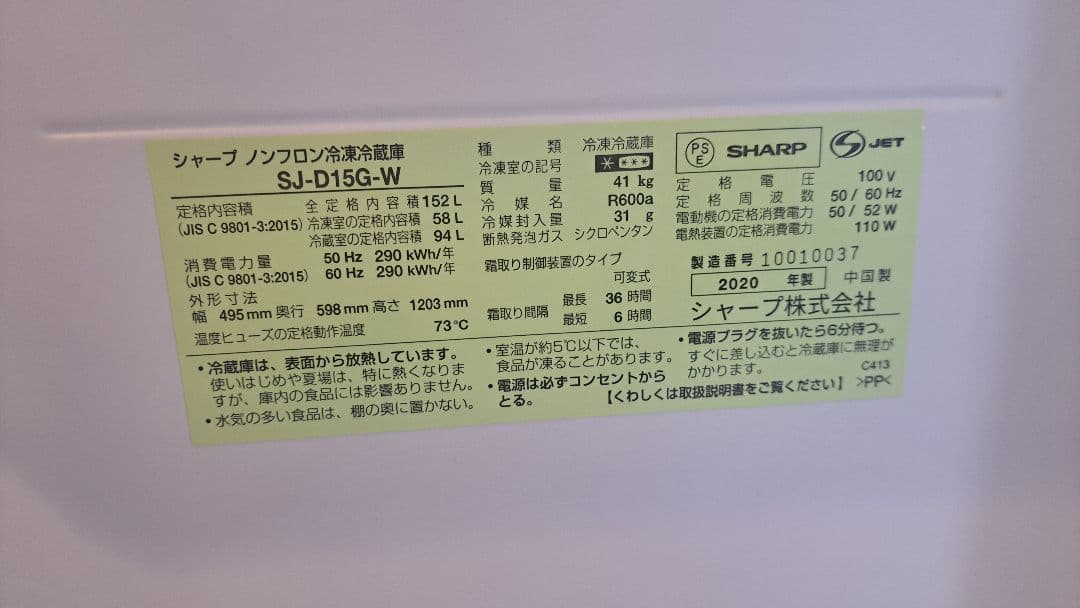 シャープ ノンフロン冷凍冷蔵庫
SJ-D15G-W
定格内容積
(JIS C 9801-3:2015)
全定格内容積 152 L
冷凍室の定格内容積 58 L
冷蔵室の定格内容積 94 L
消費電力量
(JIS C 9801-3:2015)
50 Hz 290 kWh/年
60 Hz 290 kWh/年
外形寸法
幅 495 mm 奥行 598 mm 高さ 1203 mm
温度ヒューズの定格動作温度 73℃
種類 冷凍冷蔵庫
冷凍室の記号
質量 41 kg
冷媒名 R600a
冷媒封入量 31 g
断熱発泡ガス シクロペンタン
霜取り制御装置のタイプ
可変式
霜取り間隔
最長 36 時間
最短 6 時間
PSE SHARP JET
定格電圧 100 V
定格周波数 50 / 60 Hz
電動機の定格消費電力 50 / 52 W
電熱装置の定格消費電力 110 W
製造番号 10010037
2020 年製 中国製
シャープ株式会社
・冷蔵庫は、表面から放熱しています。
使いはじめや夏場は、特に熱くなりま
すが、庫内の食品には影響ありません。
・水気の多い食品は、棚の奥に置かない。
・室温が約5℃以下では、
食品が凍ることがあります。
・電源は必ずコンセントから
とる。
・電源プラグを抜いたら6分待つ。
すぐに差し込むと冷蔵庫に無理が
かかります。
C413
【くわしくは取扱説明書をご覧ください】 >PP<